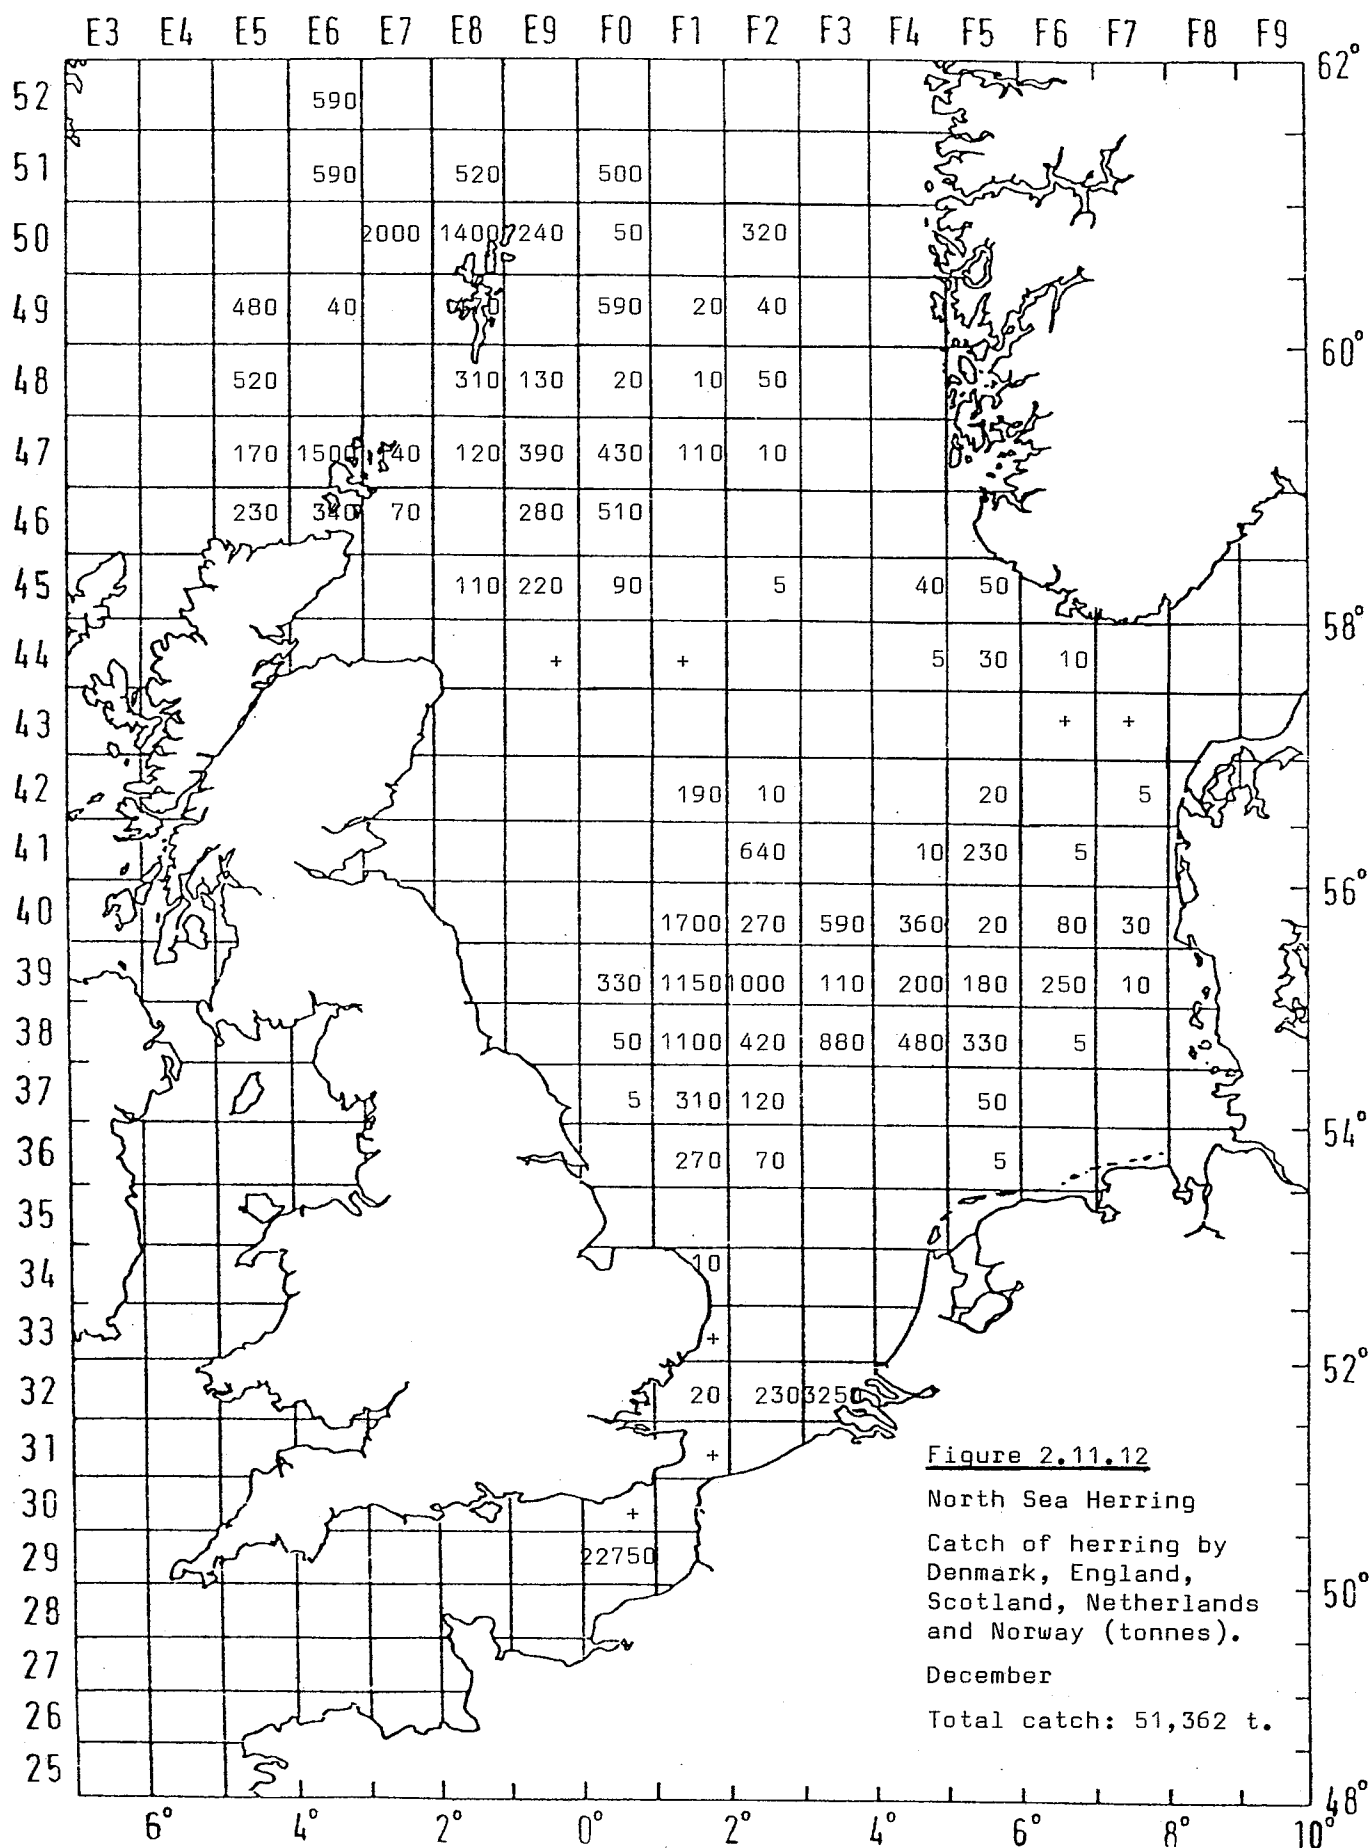 E3 E4 E5 E6 E7 E8 E9 F0 F1 F2 F3 F4 F5 F6 F7 F8 F9
62°
52 590
51 590 520 500
50 2000 1400 7240 50 320
49 480 40 590 20 40
60°
48 520 310 130 20 10 50
47 170 1500 40 120 390 430 110 10
46 230 340 70 280 510
45 110 220 90 5 40 50
58°
44 + + 5 30 10
43 + +
42 190 10 20 5
41 640 10 230 5
56°
40 1700 270 590 360 20 80 30
39 330 1150 1000 110 200 180 250 10
38 50 1100 420 880 480 330 5
37 5 310 120 50
54°
36 270 70 5
35
34 10
33 +
52°
32 20 230 3250
31 +
30 +
29 22750
50°
28
27
26
25
48°
6° 4° 2° 0° 2° 4° 6° 8° 10°
Figure 2.11.12
North Sea Herring
Catch of herring by
Denmark, England,
Scotland, Netherlands
and Norway (tonnes).
December
Total catch: 51,362 t.